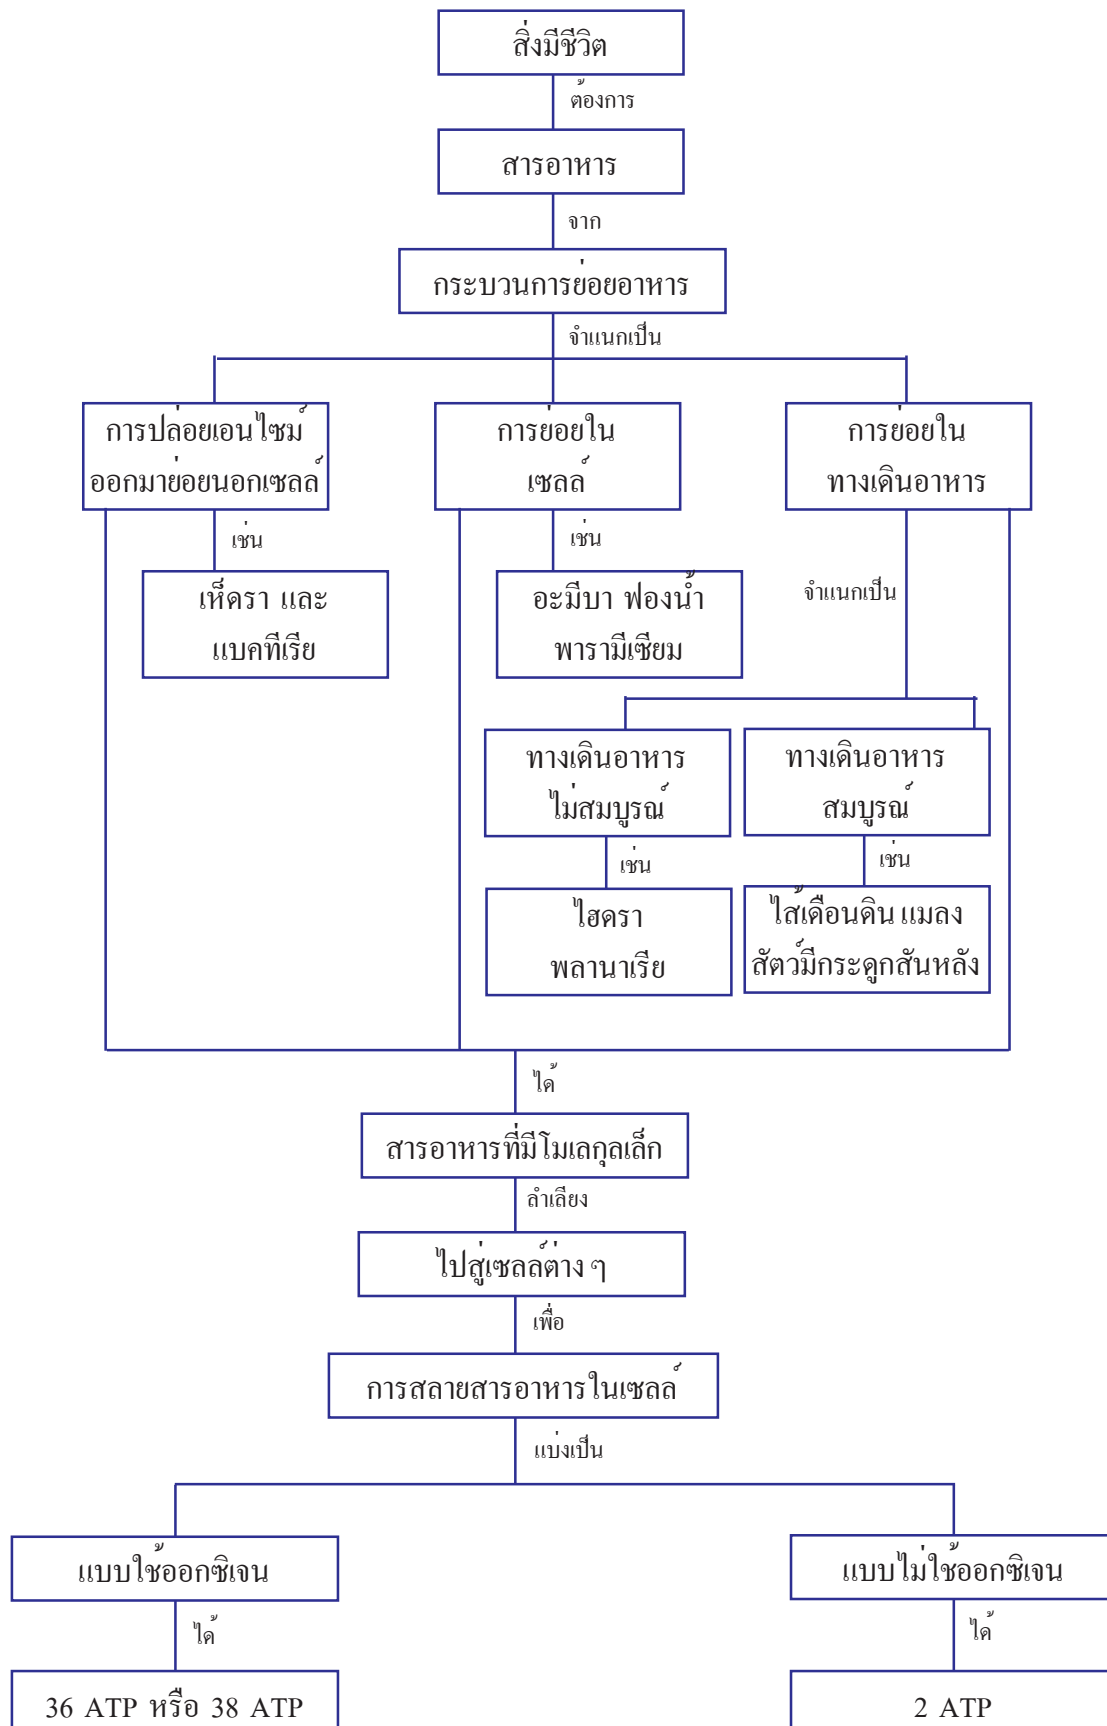 สิ่งมีชีวิต
ต้องการ
สารอาหาร
จาก
กระบวนการย่อยอาหาร
จำแนกเป็น
การปล่อยเอนไซม์
ออกมาย่อยนอกเซลล์
การย่อยใน
เซลล์
การย่อยใน
ทางเดินอาหาร
เช่น
เช่น
จำแนกเป็น
เห็ดรา และ
แบคทีเรีย
อะมีบา ฟองน้ำ
พารามีเซียม
ทางเดินอาหาร
ไม่สมบูรณ์
ทางเดินอาหาร
สมบูรณ์
เช่น
เช่น
ไฮดรา
พลานาเรีย
ไส้เดือนดิน แมลง
สัตว์มีกระดูกสันหลัง
ได้
สารอาหารที่มีโมเลกุลเล็ก
ลำเลียง
ไปสู่เซลล์ต่าง ๆ
เพื่อ
การสลายสารอาหารในเซลล์
แบ่งเป็น
แบบใช้ออกซิเจน
แบบไม่ใช้ออกซิเจน
ได้
ได้
36 ATP หรือ 38 ATP
2 ATP